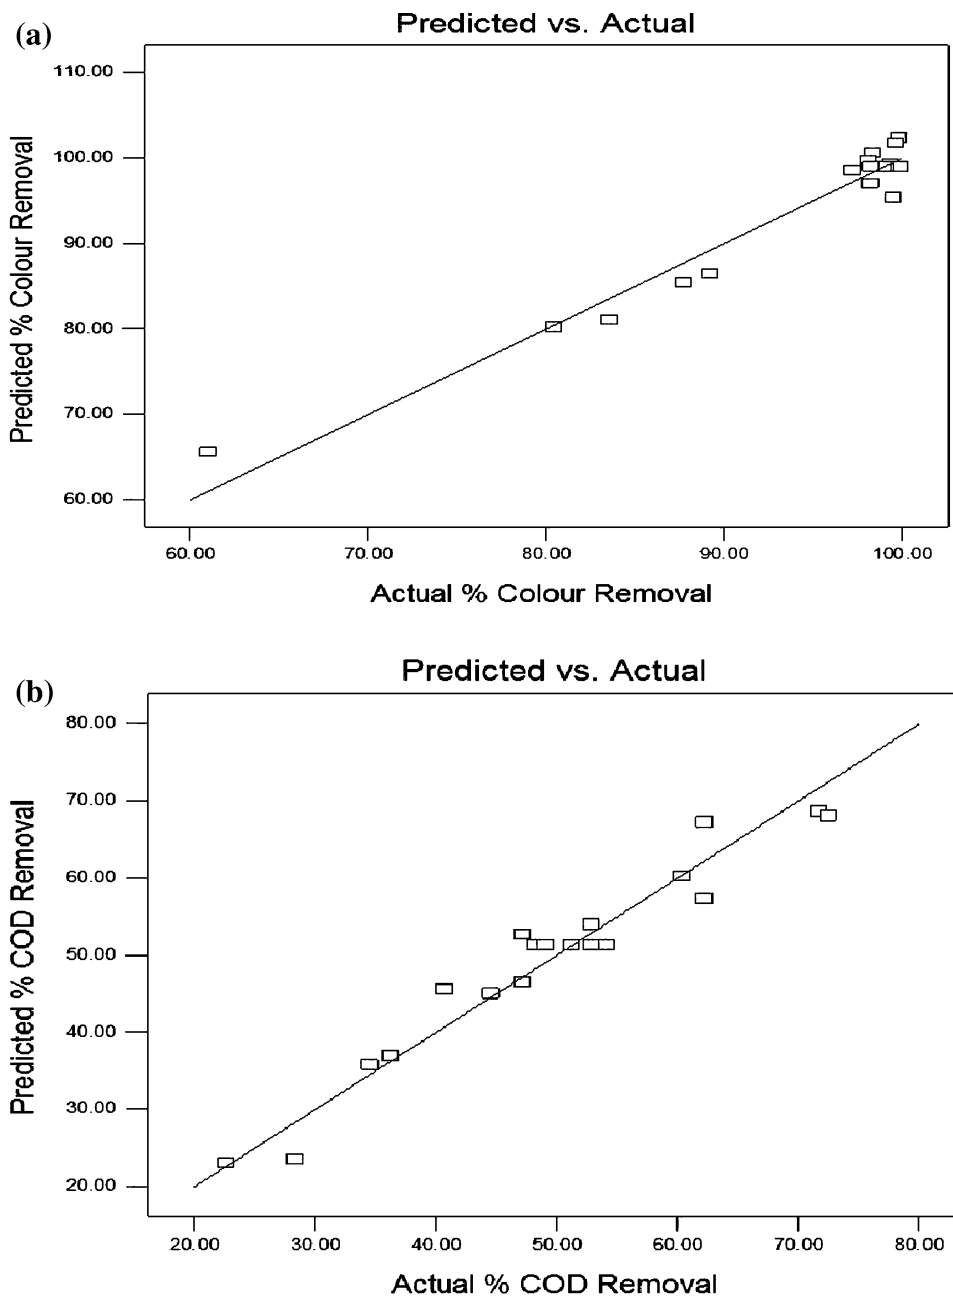 (a)
Predicted vs. Actual
Predicted % Colour Removal
110.00
100.00
90.00
80.00
70.00
60.00
60.00 70.00 80.00 90.00 100.00
Actual % Colour Removal
(b)
Predicted vs. Actual
Predicted % COD Removal
80.00
70.00
60.00
50.00
40.00
30.00
20.00
20.00 30.00 40.00 50.00 60.00 70.00 80.00
Actual % COD Removal